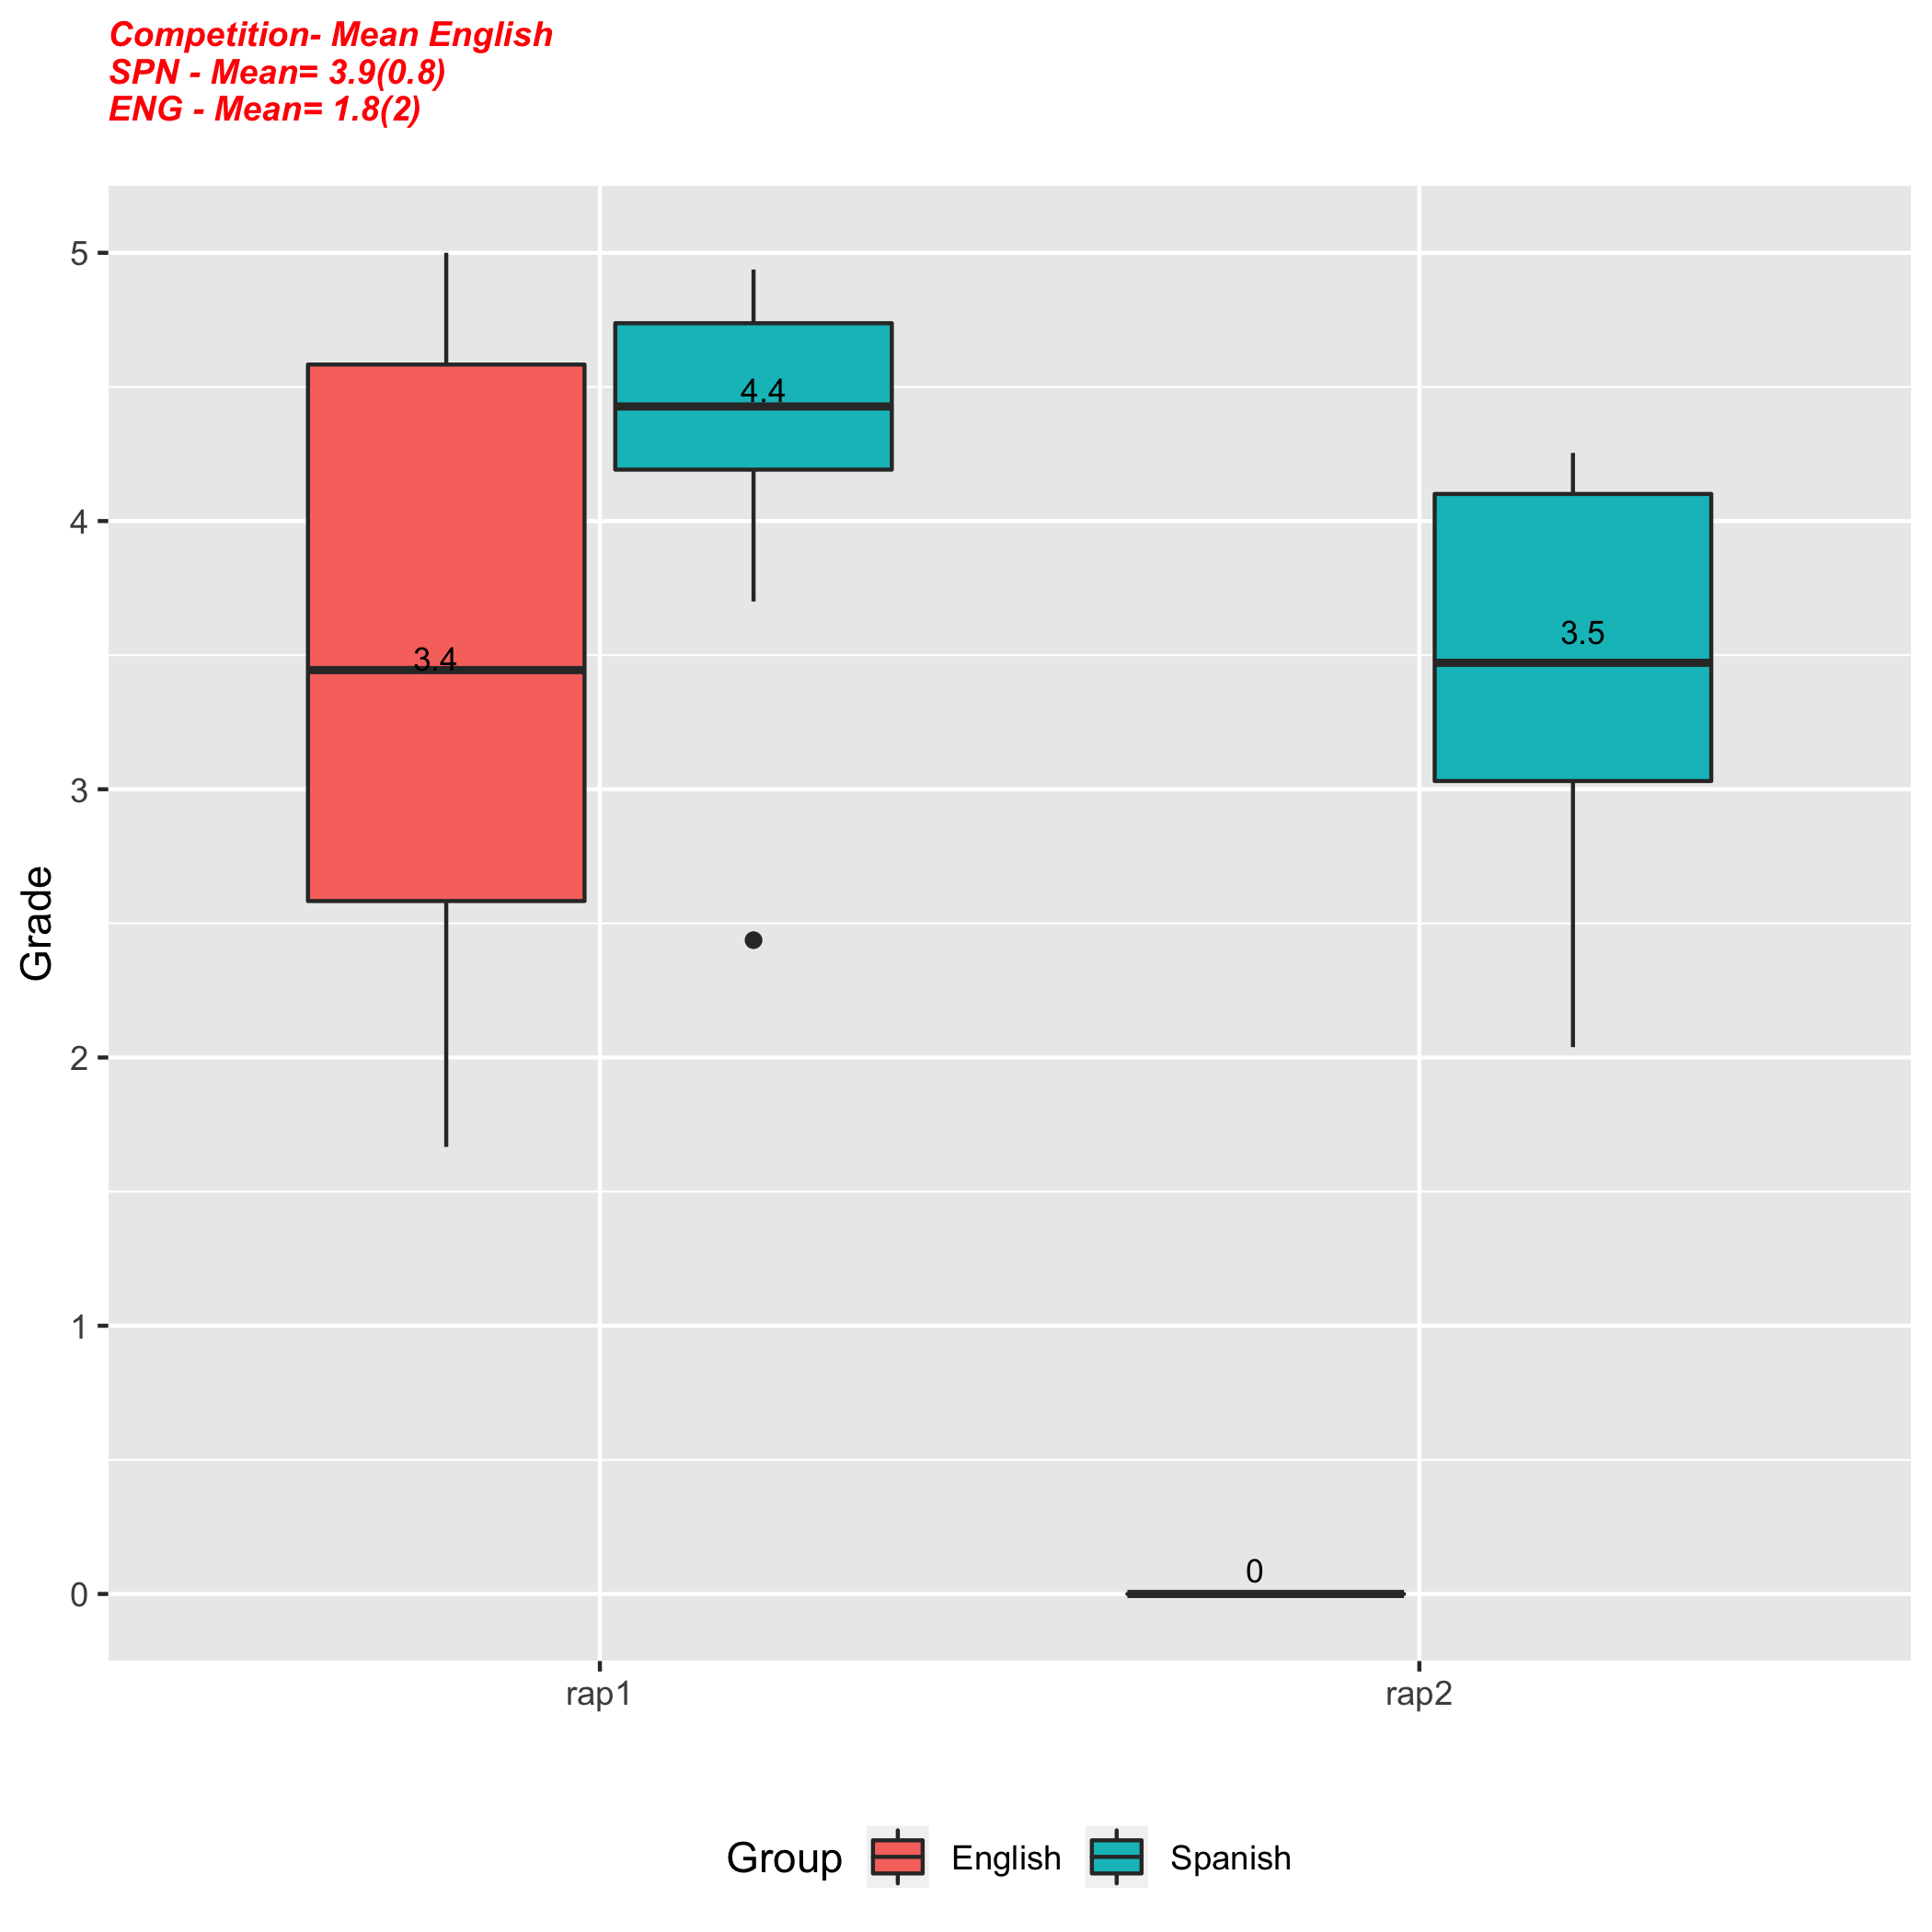 Competition- Mean English
SPN - Mean= 3.9(0.8)
ENG - Mean= 1.8(2)
Grade
5
4
3
2
1
0
4.4
3.5
3.4
0
rap1 rap2
Group English Spanish